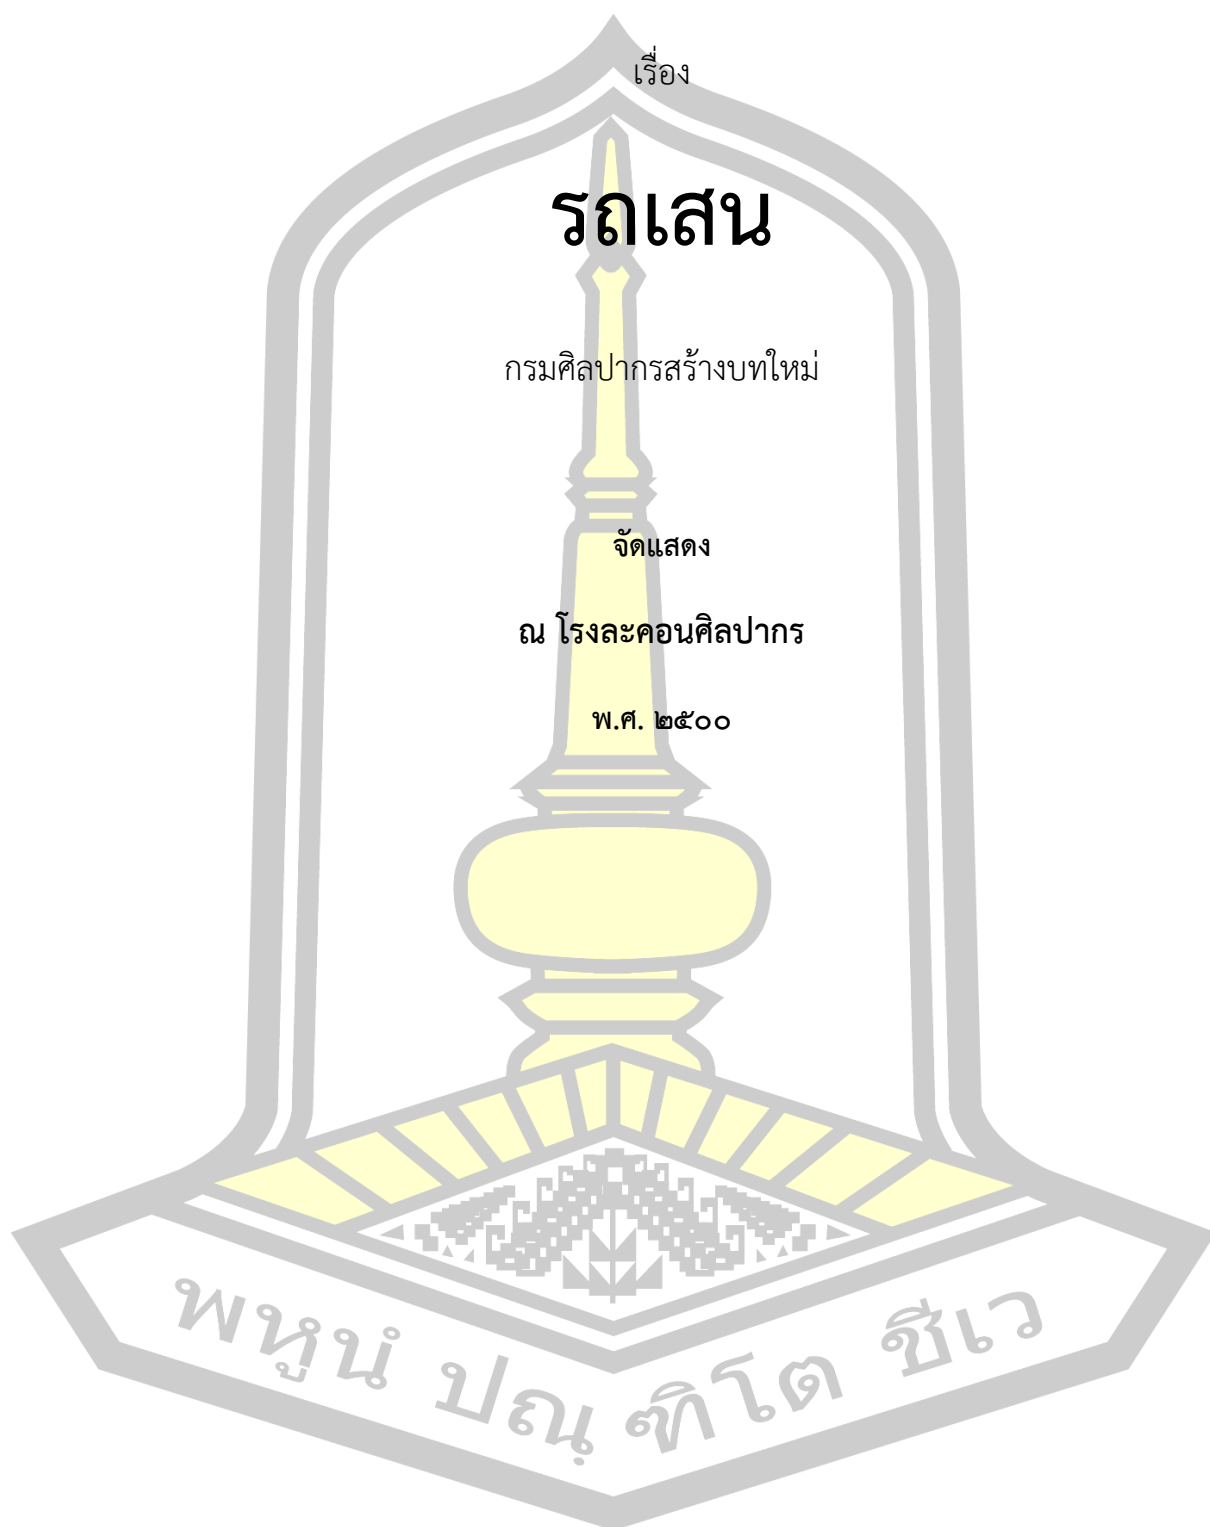 เรื่อง
รถเสน
กรมศิลปากรสร้างบทใหม่
จัดแสดง
ณ โรงละคอนศิลปากร
พ.ศ. ๒๕๐๐
พหูนํ ปณฺฑิโต ชีเว